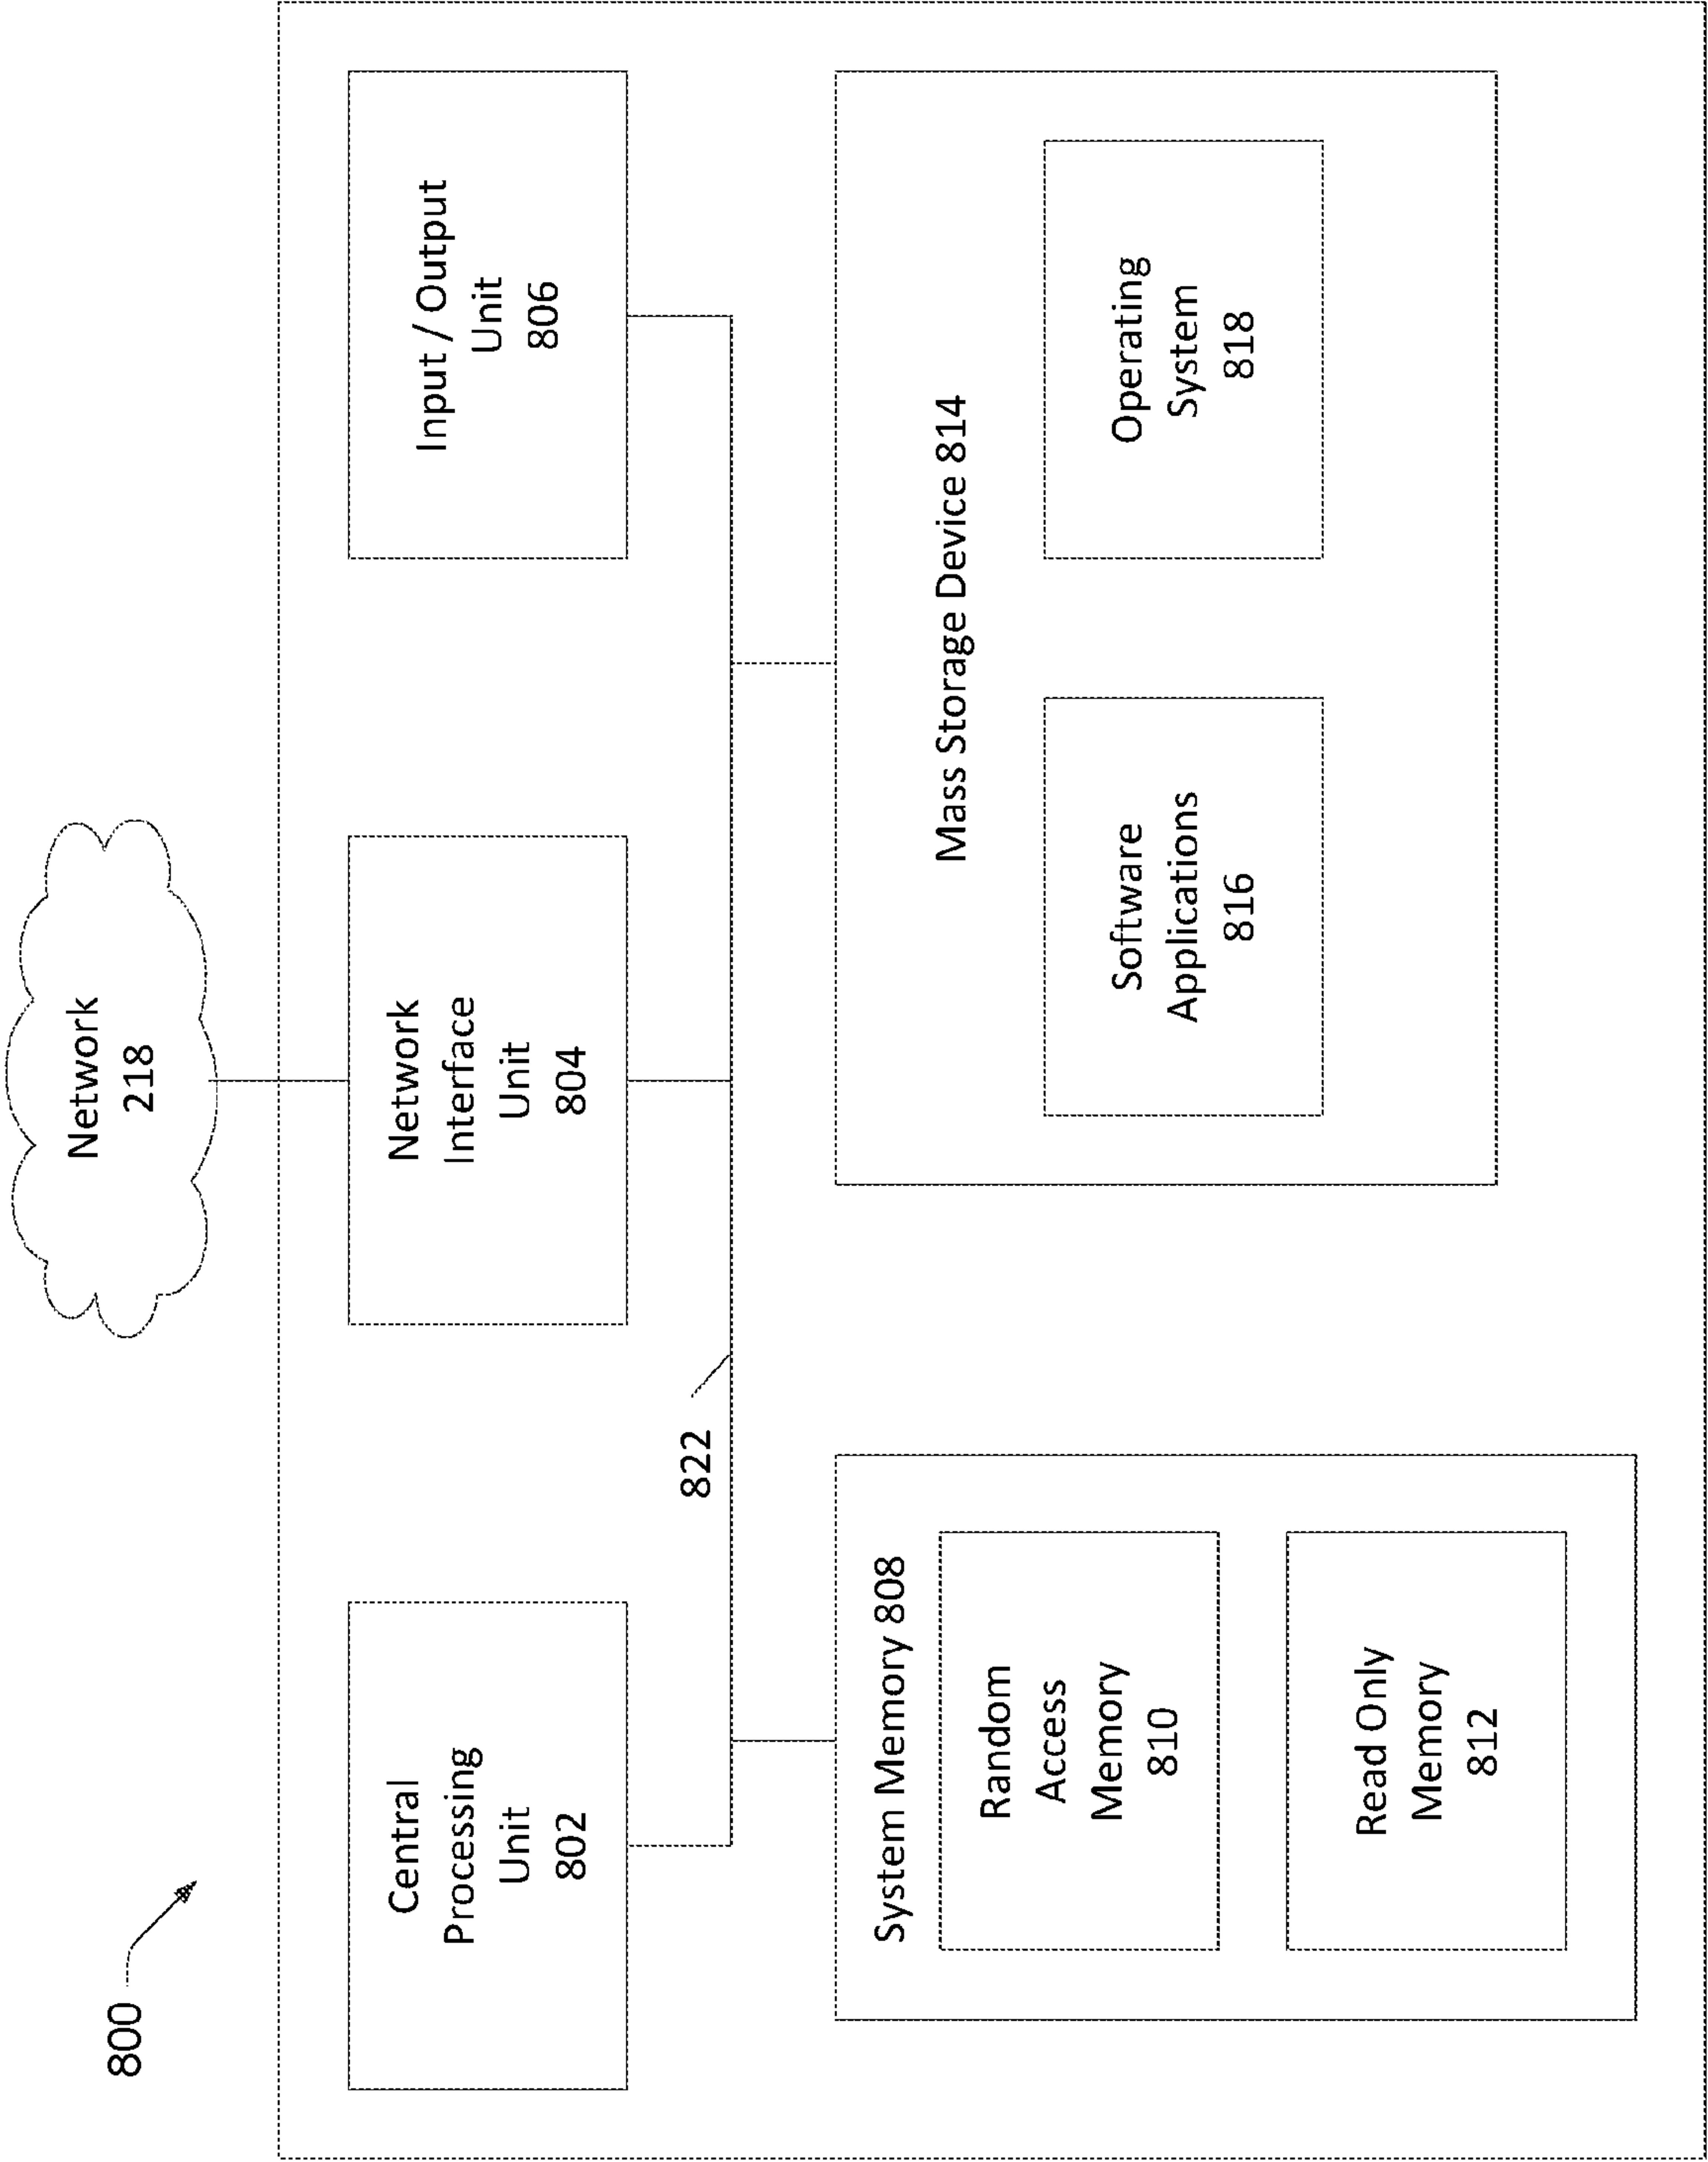 800
Network
218
Central
Processing
Unit
802
Network
Interface
Unit
804
Input / Output
Unit
806
822
System Memory 808
Random
Access
Memory
810
Read Only
Memory
812
Mass Storage Device 814
Software
Applications
816
Operating
System
818